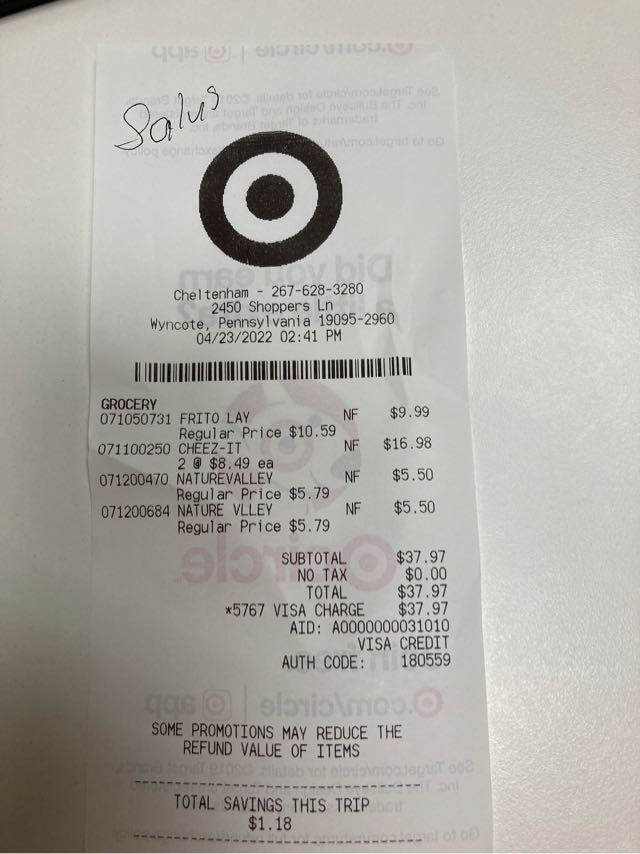 Salus
Cheltenham - 267-628-3280
2450 Shoppers Ln
Wyncote, Pennsylvania 19095-2960
04/23/2022 02:41 PM
GROCERY
071050731 FRITO LAY NF $9.99
Regular Price $10.59
071100250 CHEEZ-IT NF $16.98
2 @ $8.49 ea
071200470 NATUREVALLEY NF $5.50
Regular Price $5.79
071200684 NATURE VLLEY NF $5.50
Regular Price $5.79
SUBTOTAL $37.97
NO TAX $0.00
TOTAL $37.97
*5767 VISA CHARGE $37.97
AID: A0000000031010
VISA CREDIT
AUTH CODE: 180559
SOME PROMOTIONS MAY REDUCE THE
REFUND VALUE OF ITEMS
TOTAL SAVINGS THIS TRIP
$1.18